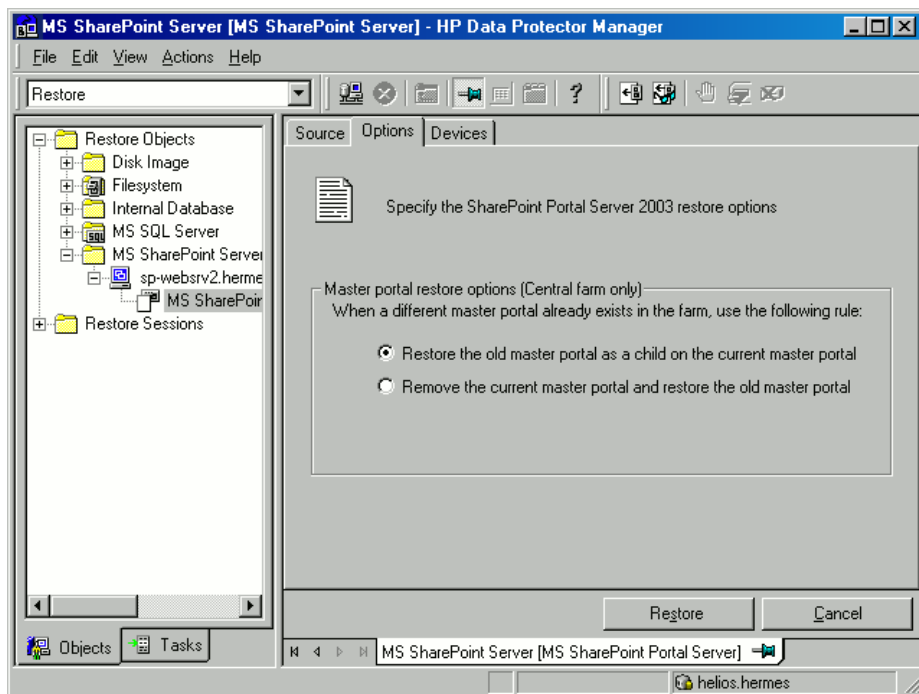 MS SharePoint Server [MS SharePoint Server] - HP Data Protector Manager
File Edit View Actions Help
Restore
Restore Objects
Disk Image
Filesystem
Internal Database
MS SQL Server
MS SharePoint Server
sp-websrv2.herme
MS SharePoir
Restore Sessions
Objects Tasks
Source Options Devices
Specify the SharePoint Portal Server 2003 restore options
Master portal restore options (Central farm only)
When a different master portal already exists in the farm, use the following rule:
Restore the old master portal as a child on the current master portal
Remove the current master portal and restore the old master portal
Restore Cancel
MS SharePoint Server [MS SharePoint Portal Server]
helios.hermes